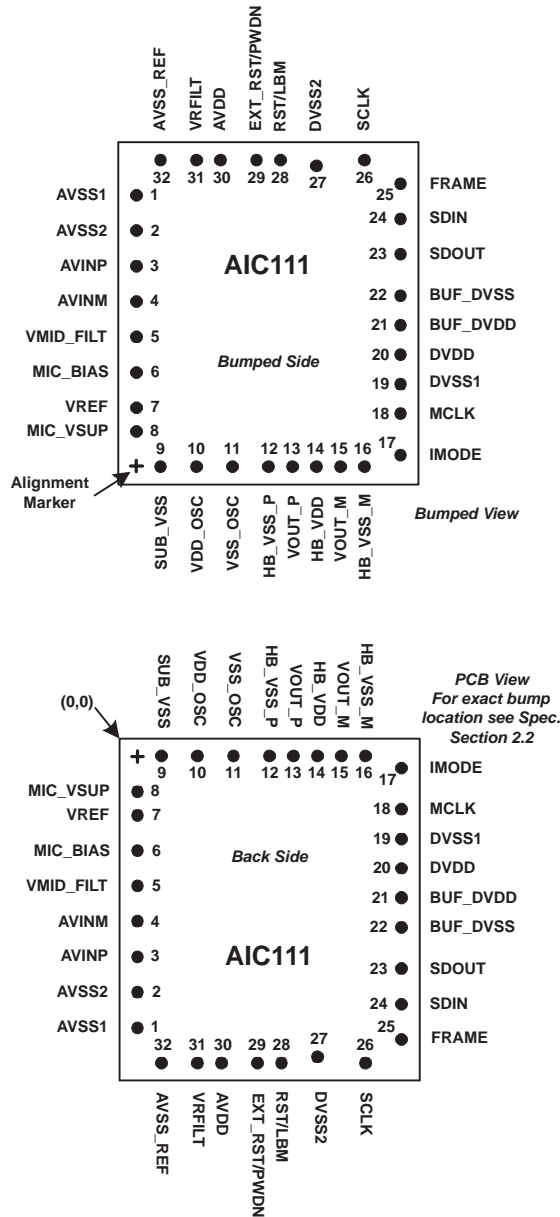 AVSS_REF
VRFILT
AVDD
EXT_RST/PWDN
RST/LBM
DVSS2
SCLK
32 31 30 29 28 27 26
AVSS1 1 25 FRAME
AVSS2 2 24 SDIN
AVINP 3 AIC111 23 SDOUT
AVINM 4 22 BUF_DVSS
21 BUF_DVDD
VMID_FILT 5 20 DVDD
MIC_BIAS 6 Bumped Side 19 DVSS1
VREF 7 18 MCLK
MIC_VSUP 8
9 10 11 12 13 14 15 16 17 IMODE
Alignment
Marker
SUB_VSS
VDD_OSC
VSS_OSC
HB_VSS_P
VOUT_P
HB_VDD
VOUT_M
HB_VSS_M
Bumped View
SUB_VSS
VDD_OSC
VSS_OSC
HB_VSS_P
VOUT_P
HB_VDD
VOUT_M
HB_VSS_M
PCB View
For exact bump
location see Spec.
Section 2.2
(0,0)
+
9 10 11 12 13 14 15 16 17 IMODE
MIC_VSUP 8
VREF 7 18 MCLK
MIC_BIAS 6 Back Side 19 DVSS1
20 DVDD
VMID_FILT 5 21 BUF_DVDD
AVINM 4 22 BUF_DVSS
AVINP 3 AIC111 23 SDOUT
AVSS2 2 24 SDIN
AVSS1 1 25 FRAME
32 31 30 29 28 27 26
AVSS_REF
VRFILT
AVDD
EXT_RST/PWDN
RST/LBM
DVSS2
SCLK